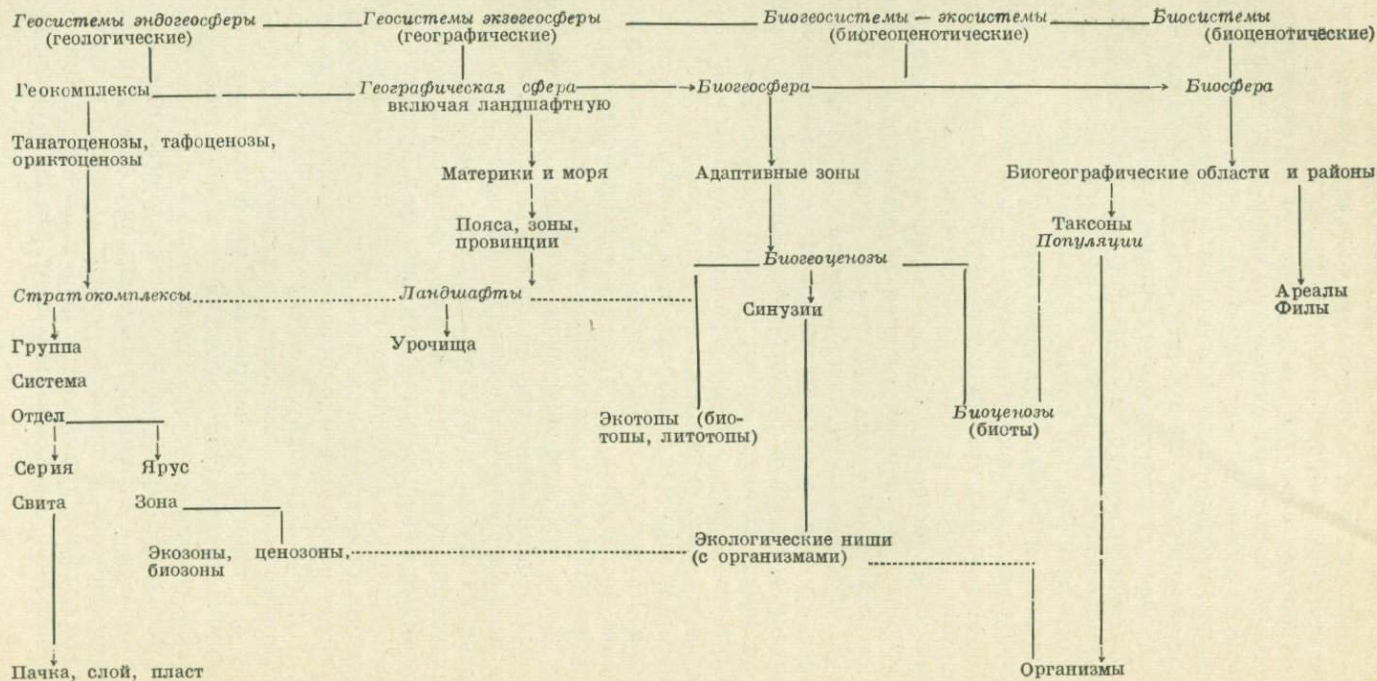 Геосистемы эндогеосферы
(геологические)
Геосистемы экзогеосферы
(географические)
Биогеосистемы — экосистемы
(биогеоценотические)
Биосистемы
(биоценотические)
Геокомплексы
Географическая сфера
включая ландшафтную
Биогеосфера
Биосфера
Танатоценозы, тафоценозы,
ориктоценозы
Материки и моря
Адаптивные зоны
Биогеографические области и районы
Пояса, зоны,
провинции
Таксоны
Популяции
Биогеоценозы
Стратокомплексы
Ландшафты
Синузии
Ареалы
Филы
Группа
Урочища
Система
Отдел
Экотопы (био-
топы, литотопы)
Биоценозы
(биоты)
Серия
Ярус
Свита
Зона
Экозоны, ценозоны,
биозоны
Экологические ниши
(с организмами)
Пачка, слой, пласт
Организмы